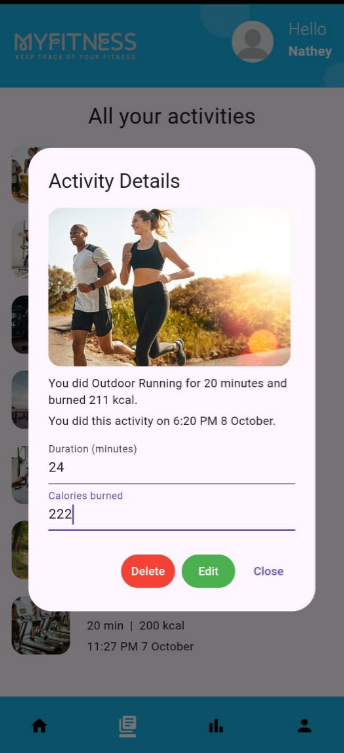 MYFITNESS
KEEP TRACK OF YOUR FITNESS
Hello
Nathey
All your activities
Activity Details
You did Outdoor Running for 20 minutes and
burned 211 kcal.
You did this activity on 6:20 PM 8 October.
Duration (minutes)
24
Calories burned
222
Delete Edit Close
20 min | 200 kcal
11:27 PM 7 October